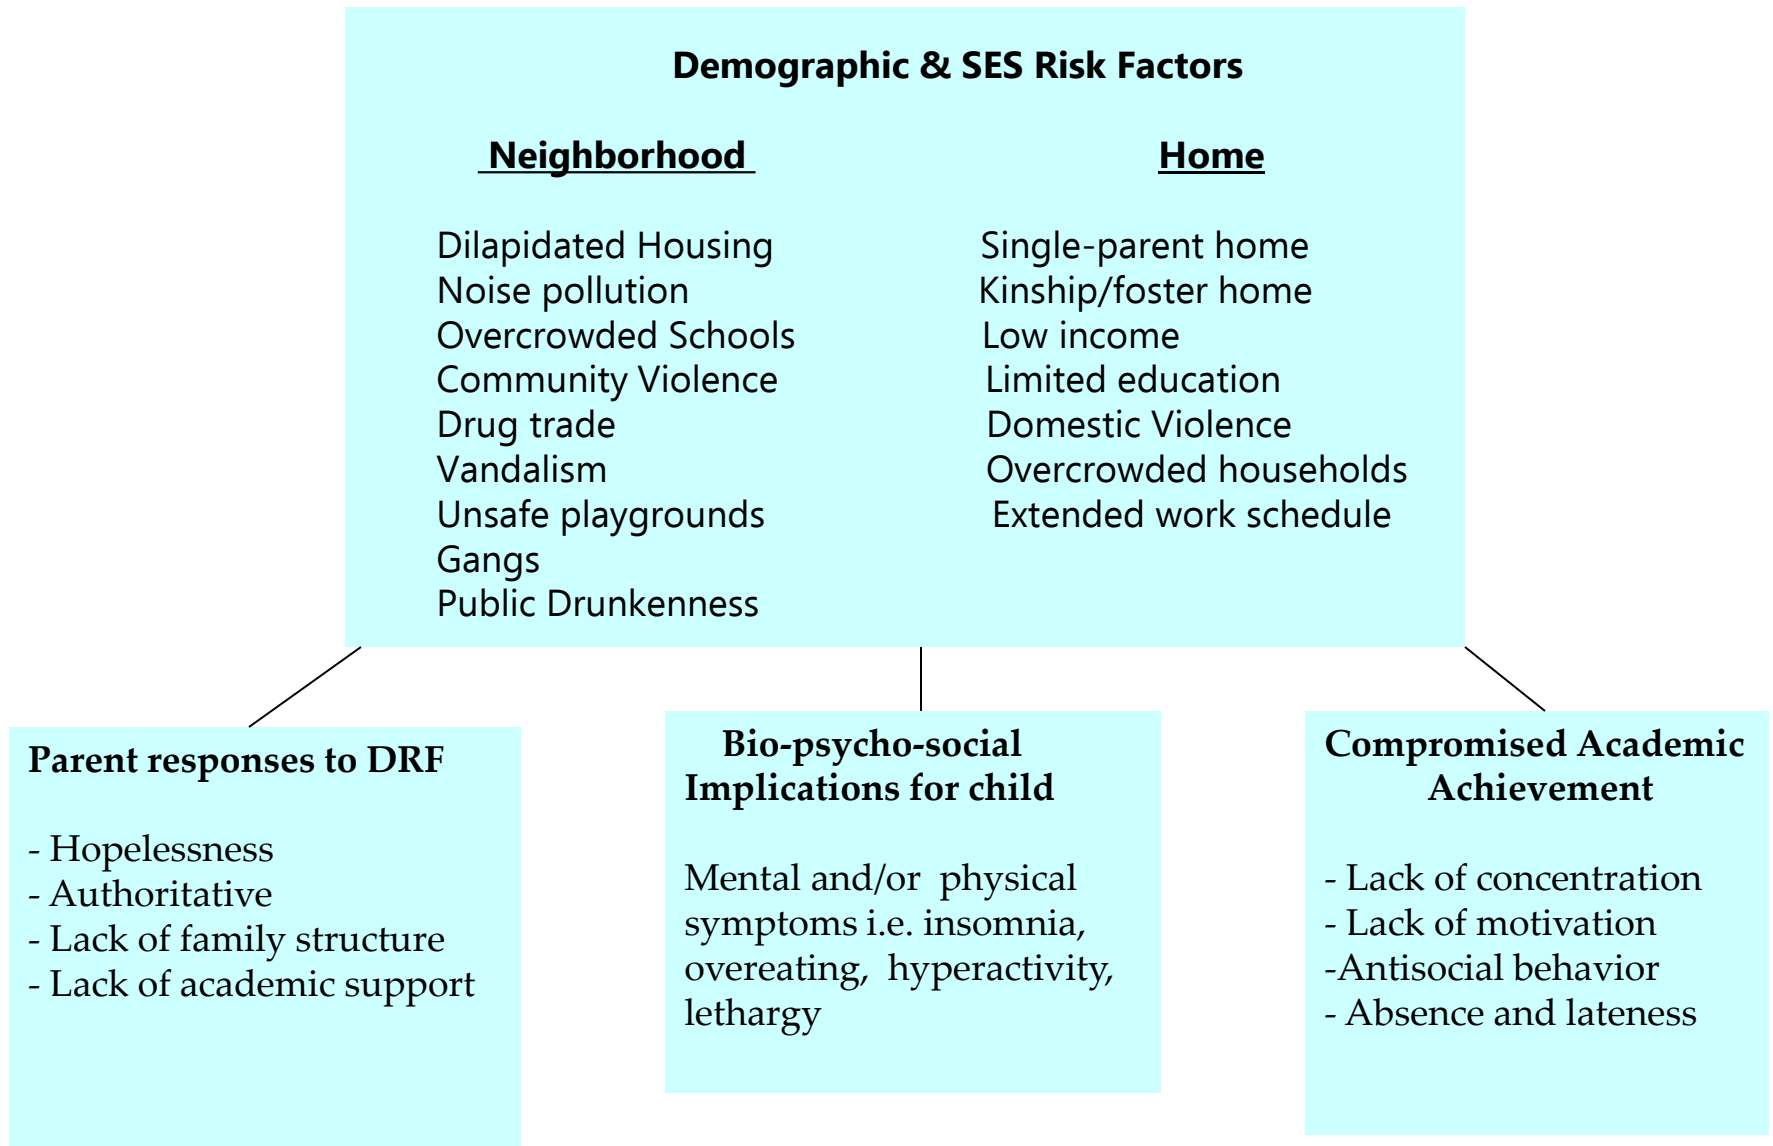 Demographic & SES Risk Factors
Neighborhood
Dilapidated Housing
Noise pollution
Overcrowded Schools
Community Violence
Drug trade
Vandalism
Unsafe playgrounds
Gangs
Public Drunkenness
Home
Single-parent home
Kinship/foster home
Low income
Limited education
Domestic Violence
Overcrowded households
Extended work schedule
Parent responses to DRF
- Hopelessness
- Authoritative
- Lack of family structure
- Lack of academic support
Bio-psycho-social
Implications for child
Mental and/or physical
symptoms i.e. insomnia,
overeating, hyperactivity,
lethargy
Compromised Academic
Achievement
- Lack of concentration
- Lack of motivation
-Antisocial behavior
- Absence and lateness